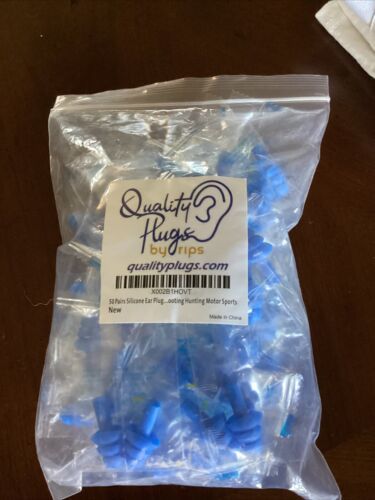 Quality
Plugs
by rips
qualityplugs.com
X002B1HOVT
50 Pairs Silicone Ear Plug...ooting Hunting Motor Sports
New
Made in China